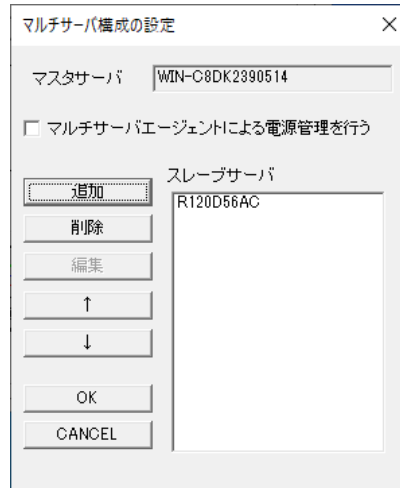 マルチサーバ構成の設定
マスタサーバ WIN-C8DK2390514
マルチサーバエージェントによる電源管理を行う
スレーブサーバ
追加
R120D56AC
削除
編集
↑
↓
OK
CANCEL